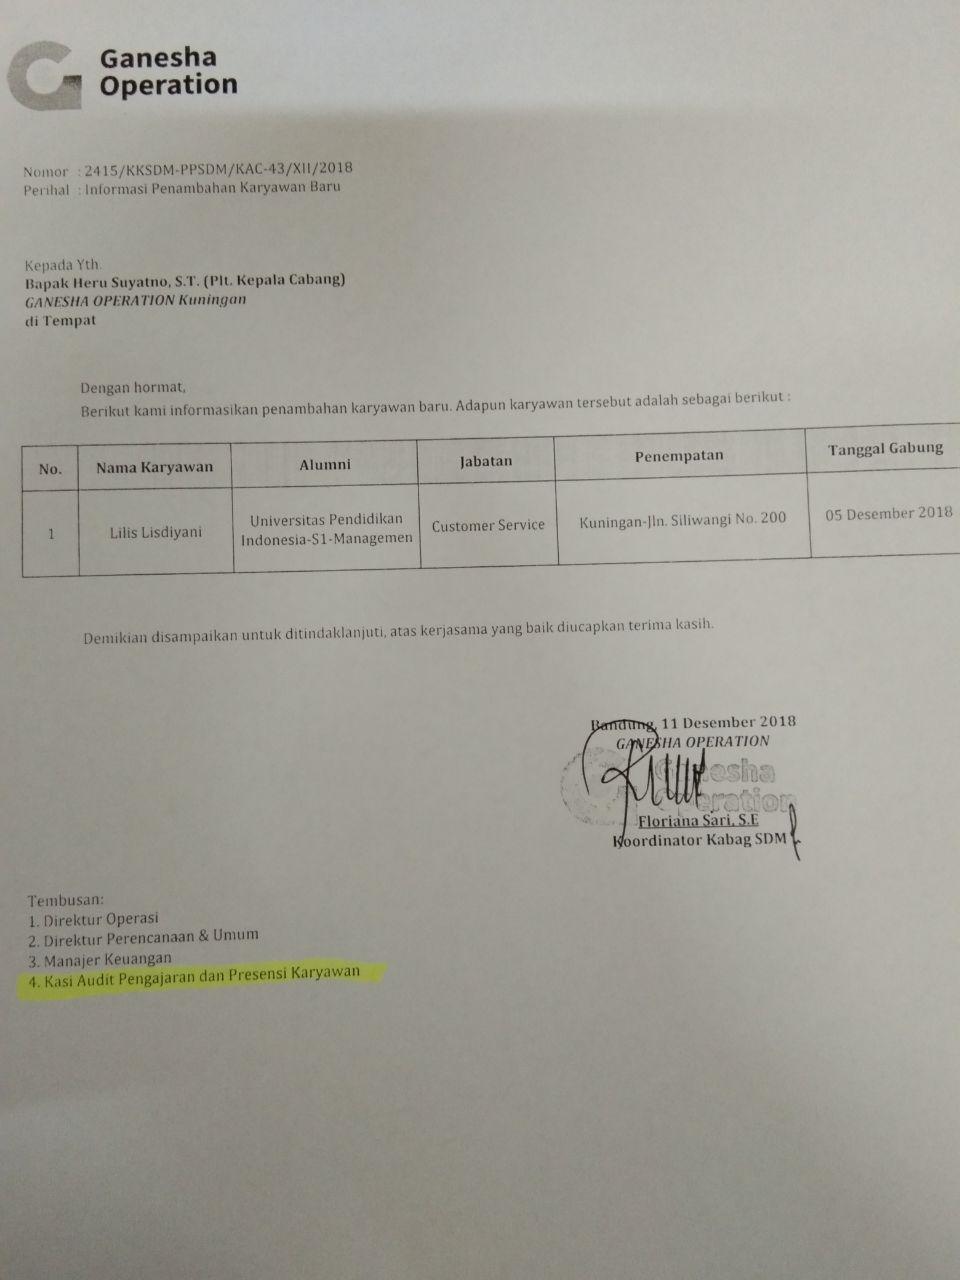 Ganesha
Operation
Nomor : 2415/KKSDM-PPSDM/KAC-43/XII/2018
Perihal : Informasi Penambahan Karyawan Baru
Kepada Yth.
Bapak Heru Suyatno, S.T. (Plt. Kepala Cabang)
GANESHA OPERATION Kuningan
di Tempat
Dengan hormat,
Berikut kami informasikan penambahan karyawan baru. Adapun karyawan tersebut adalah sebagai berikut :
No. Nama Karyawan Alumni Jabatan Penempatan Tanggal Gabung
1 Lilis Lisdiyani Universitas Pendidikan Indonesia-S1-Managemen Customer Service Kuningan-Jln. Siliwangi No. 200 05 Desember 2018
Demikian disampaikan untuk ditindaklanjuti, atas kerjasama yang baik diucapkan terima kasih.
Bandung, 11 Desember 2018
GANESHA OPERATION
Ganesha
Operation
Floriana Sari, S.E
Koordinator Kabag SDM
Tembusan:
1. Direktur Operasi
2. Direktur Perencanaan & Umum
3. Manajer Keuangan
4. Kasi Audit Pengajaran dan Presensi Karyawan